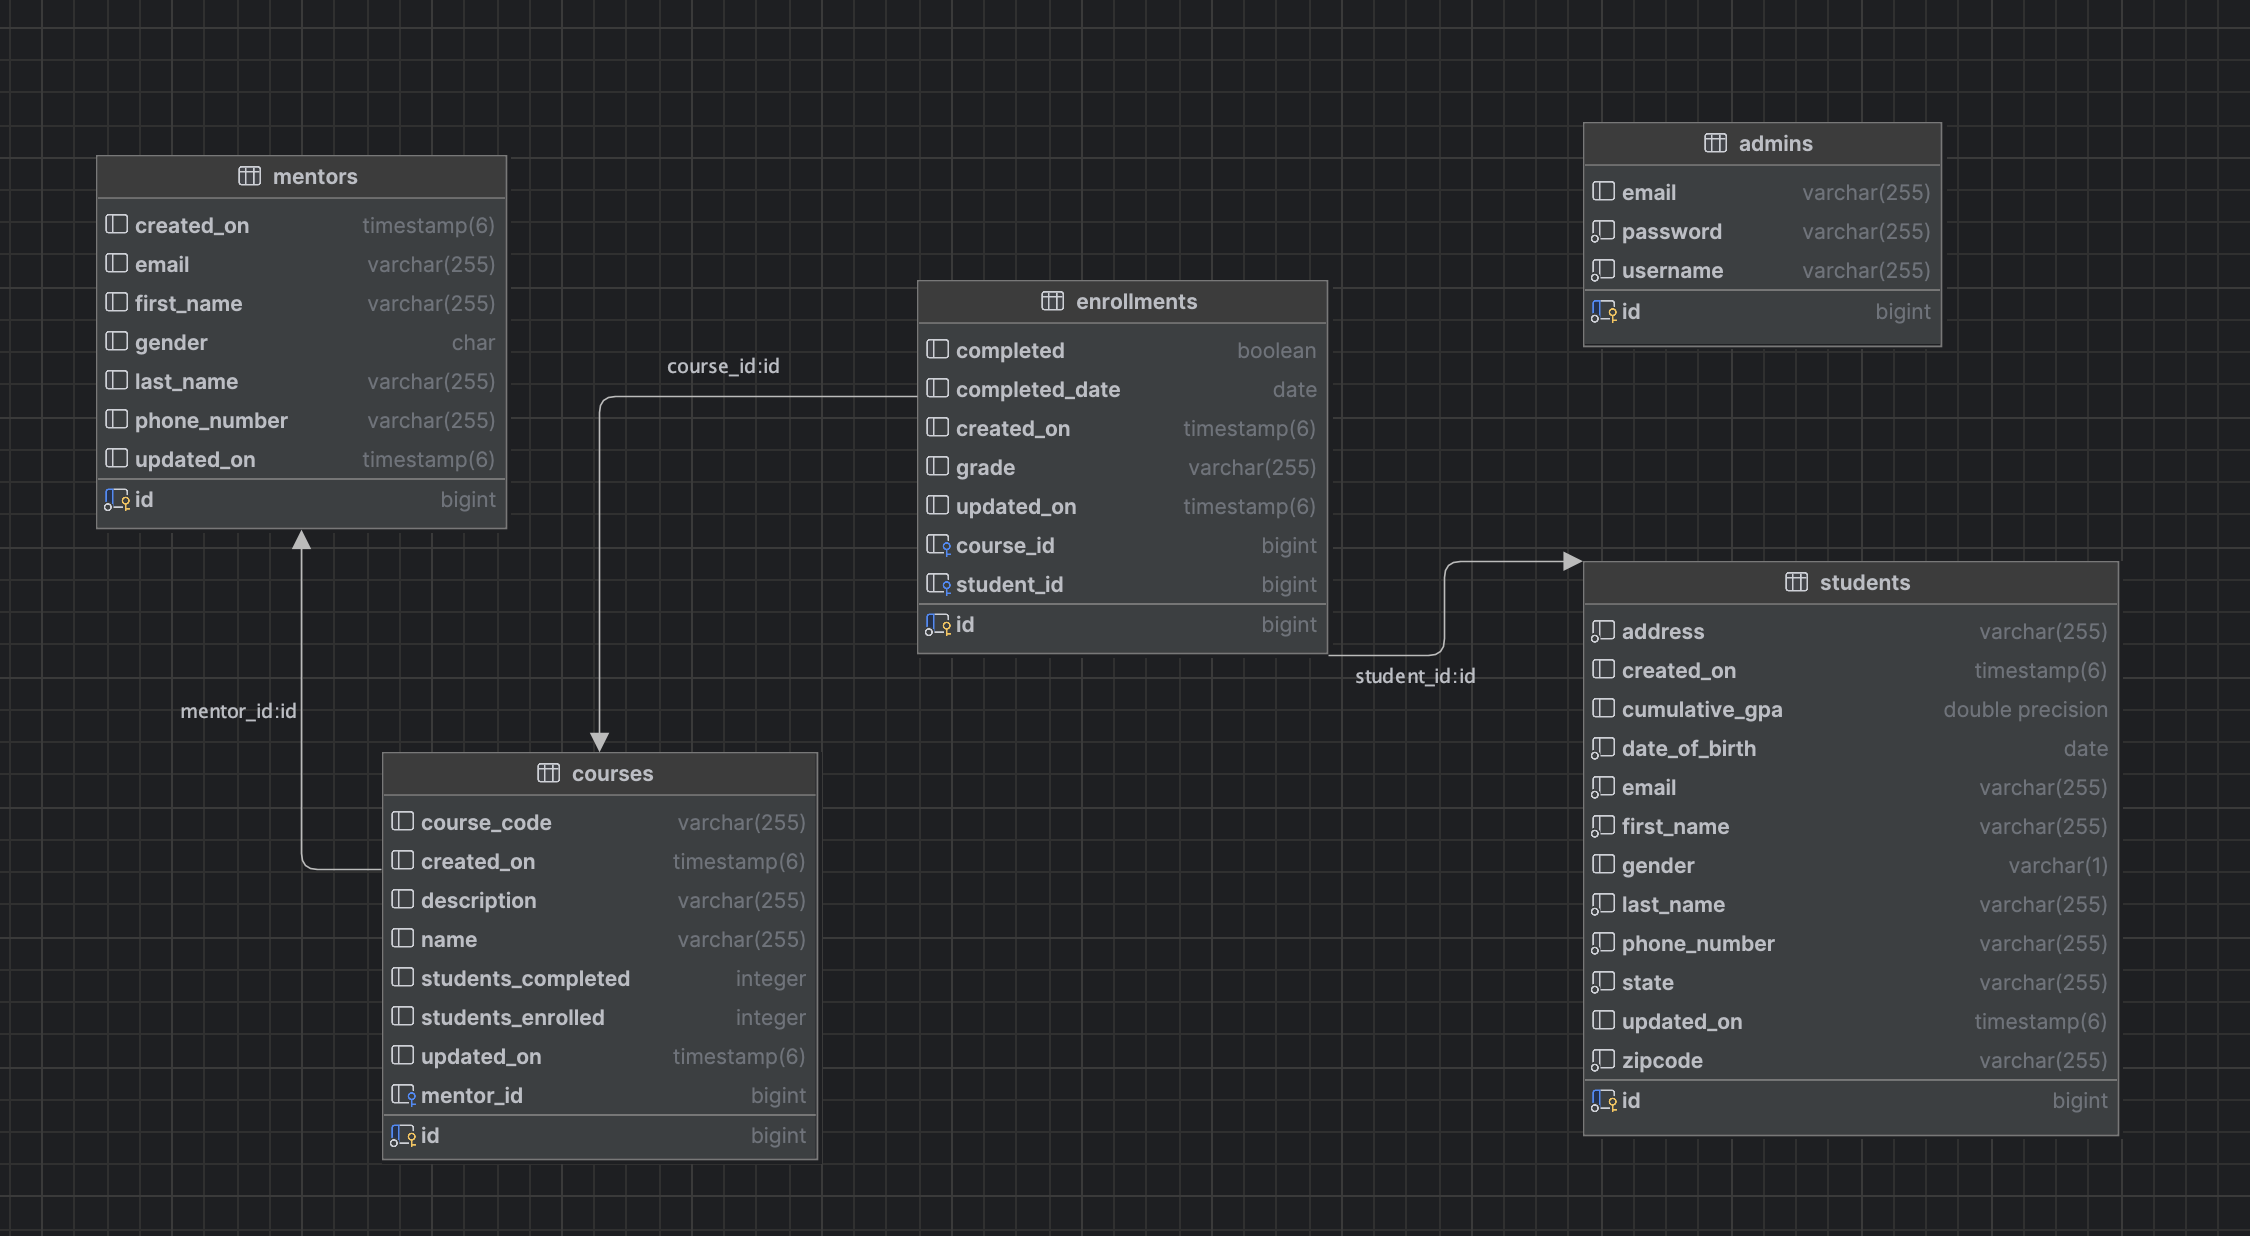 mentors
created_on timestamp(6)
email varchar(255)
first_name varchar(255)
gender char
last_name varchar(255)
phone_number varchar(255)
updated_on timestamp(6)
id bigint
mentor_id:id
course_id:id
courses
course_code varchar(255)
created_on timestamp(6)
description varchar(255)
name varchar(255)
students_completed integer
students_enrolled integer
updated_on timestamp(6)
mentor_id bigint
id bigint
enrollments
completed boolean
completed_date date
created_on timestamp(6)
grade varchar(255)
updated_on timestamp(6)
course_id bigint
student_id bigint
id bigint
student_id:id
admins
email varchar(255)
password varchar(255)
username varchar(255)
id bigint
students
address varchar(255)
created_on timestamp(6)
cumulative_gpa double precision
date_of_birth date
email varchar(255)
first_name varchar(255)
gender varchar(1)
last_name varchar(255)
phone_number varchar(255)
state varchar(255)
updated_on timestamp(6)
zipcode varchar(255)
id bigint